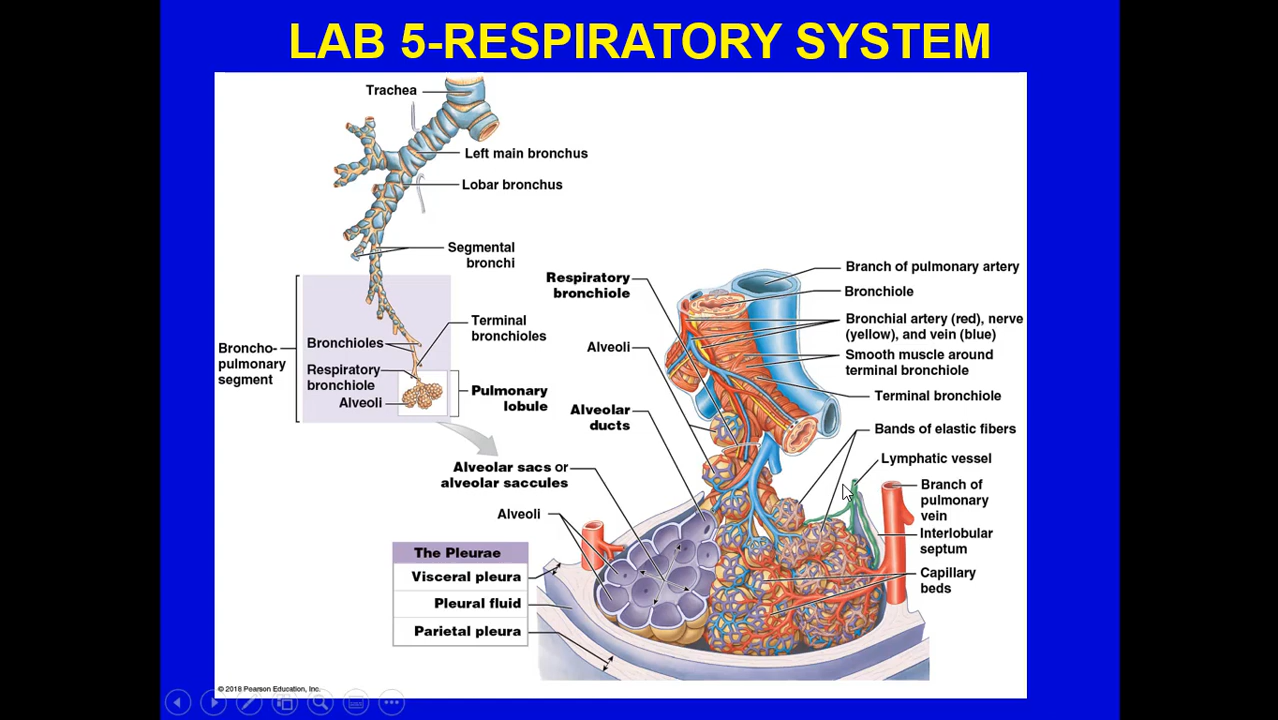 LAB 5-RESPIRATORY SYSTEM
Trachea
Left main bronchus
Lobar bronchus
Segmental
bronchi
Broncho-
pulmonary
segment
Bronchioles
Respiratory
bronchiole
Alveoli
Terminal
bronchioles
Pulmonary
lobule
Respiratory
bronchiole
Alveoli
Alveolar
ducts
Alveolar sacs or
alveolar saccules
Alveoli
The Pleurae
Visceral pleura
Pleural fluid
Parietal pleura
Branch of pulmonary artery
Bronchiole
Bronchial artery (red), nerve
(yellow), and vein (blue)
Smooth muscle around
terminal bronchiole
Terminal bronchiole
Bands of elastic fibers
Lymphatic vessel
Branch of
pulmonary
vein
Interlobular
septum
Capillary
beds
© 2018 Pearson Education, Inc.